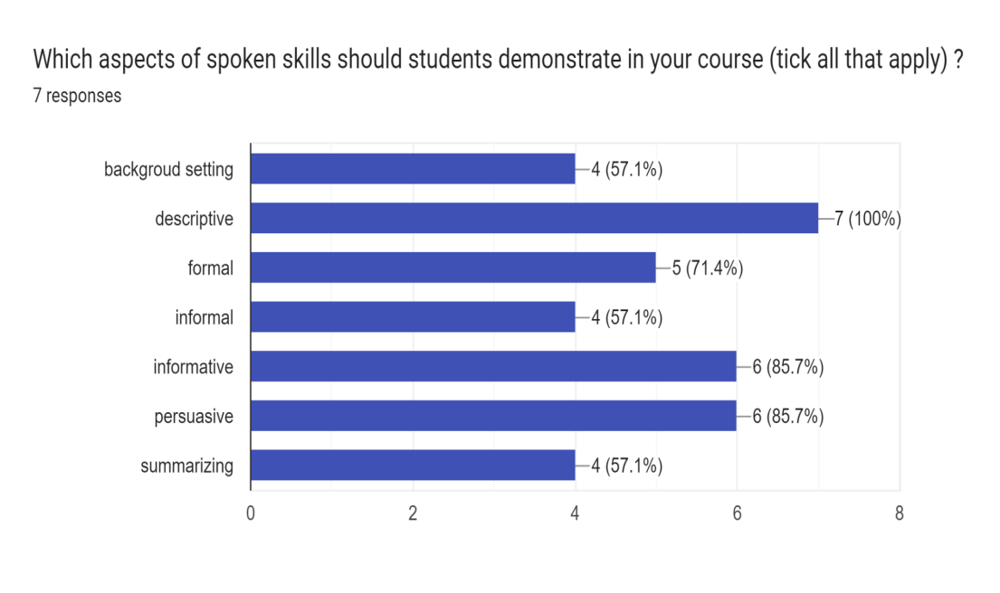 Which aspects of spoken skills should students demonstrate in your course (tick all that apply) ?
7 responses
backgroud setting 4 (57.1%)
descriptive 7 (100%)
formal 5 (71.4%)
informal 4 (57.1%)
informative 6 (85.7%)
persuasive 6 (85.7%)
summarizing 4 (57.1%)
0 2 4 6 8